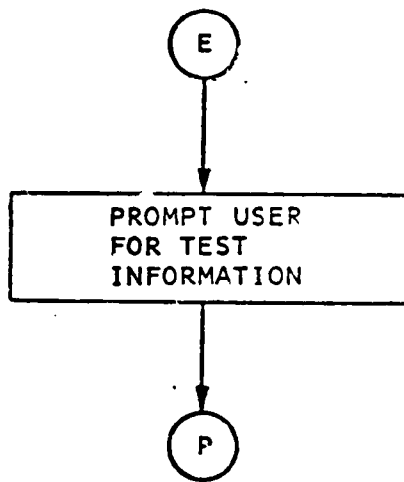 E
PROMPT USER
FOR TEST
INFORMATION
P